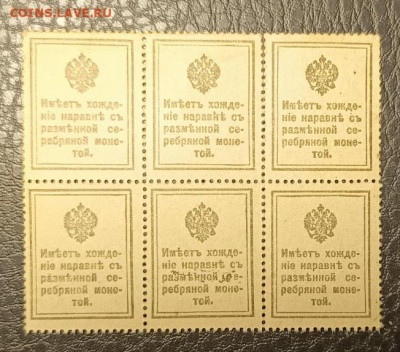 COINS.LAVE.RU
Имѣетъ хожде-
ніе наравнѣ съ
размѣнной се-
ребряной моне-
той.
Имѣетъ хожде-
ніе наравнѣ съ
размѣнной се-
ребряной моне-
той.
Имѣетъ хожде-
ніе наравнѣ съ
размѣнной се-
ребряной моне-
той.
Имѣетъ хожде-
ніе наравнѣ съ
размѣнной се-
ребряной моне-
той.
Имѣетъ хожде-
ніе наравнѣ съ
размѣнной се-
ребряной моне-
той.
Имѣетъ хожде-
ніе наравнѣ съ
размѣнной се-
ребряной моне-
той.